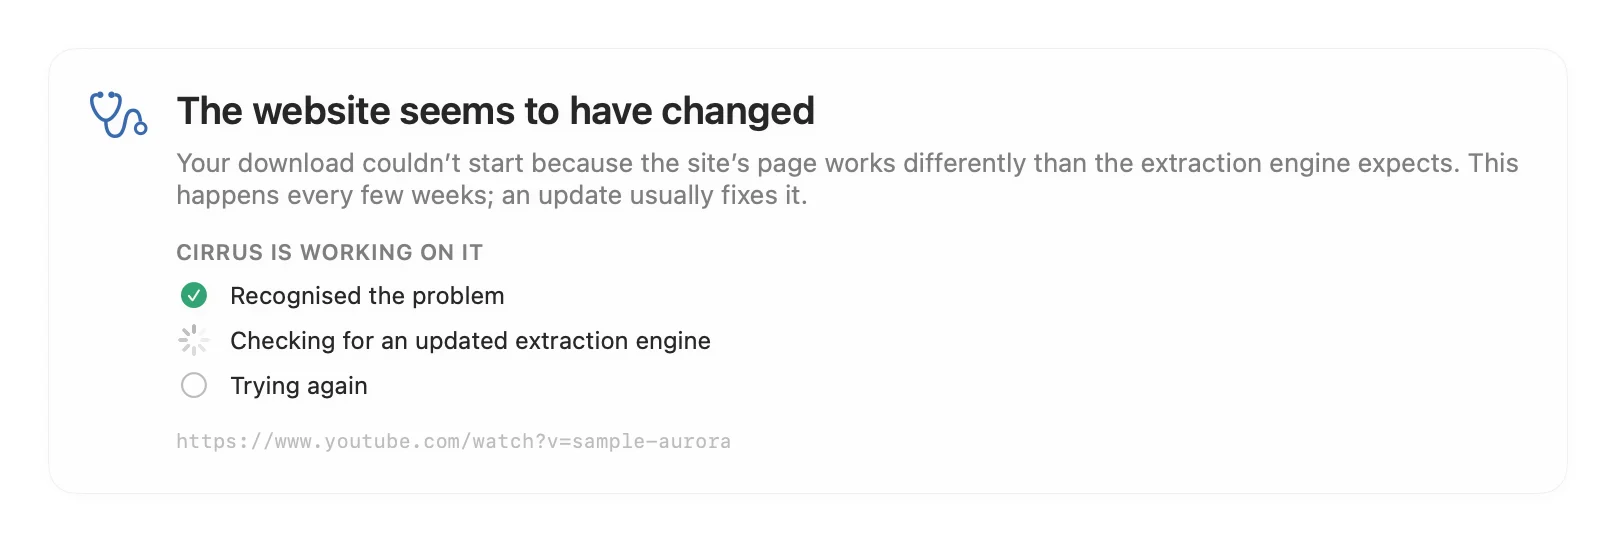 The website seems to have changed
Your download couldn’t start because the site’s page works differently than the extraction engine expects. This
happens every few weeks; an update usually fixes it.
CIRRUS IS WORKING ON IT
Recognised the problem
Checking for an updated extraction engine
Trying again
https://www.youtube.com/watch?v=sample-aurora